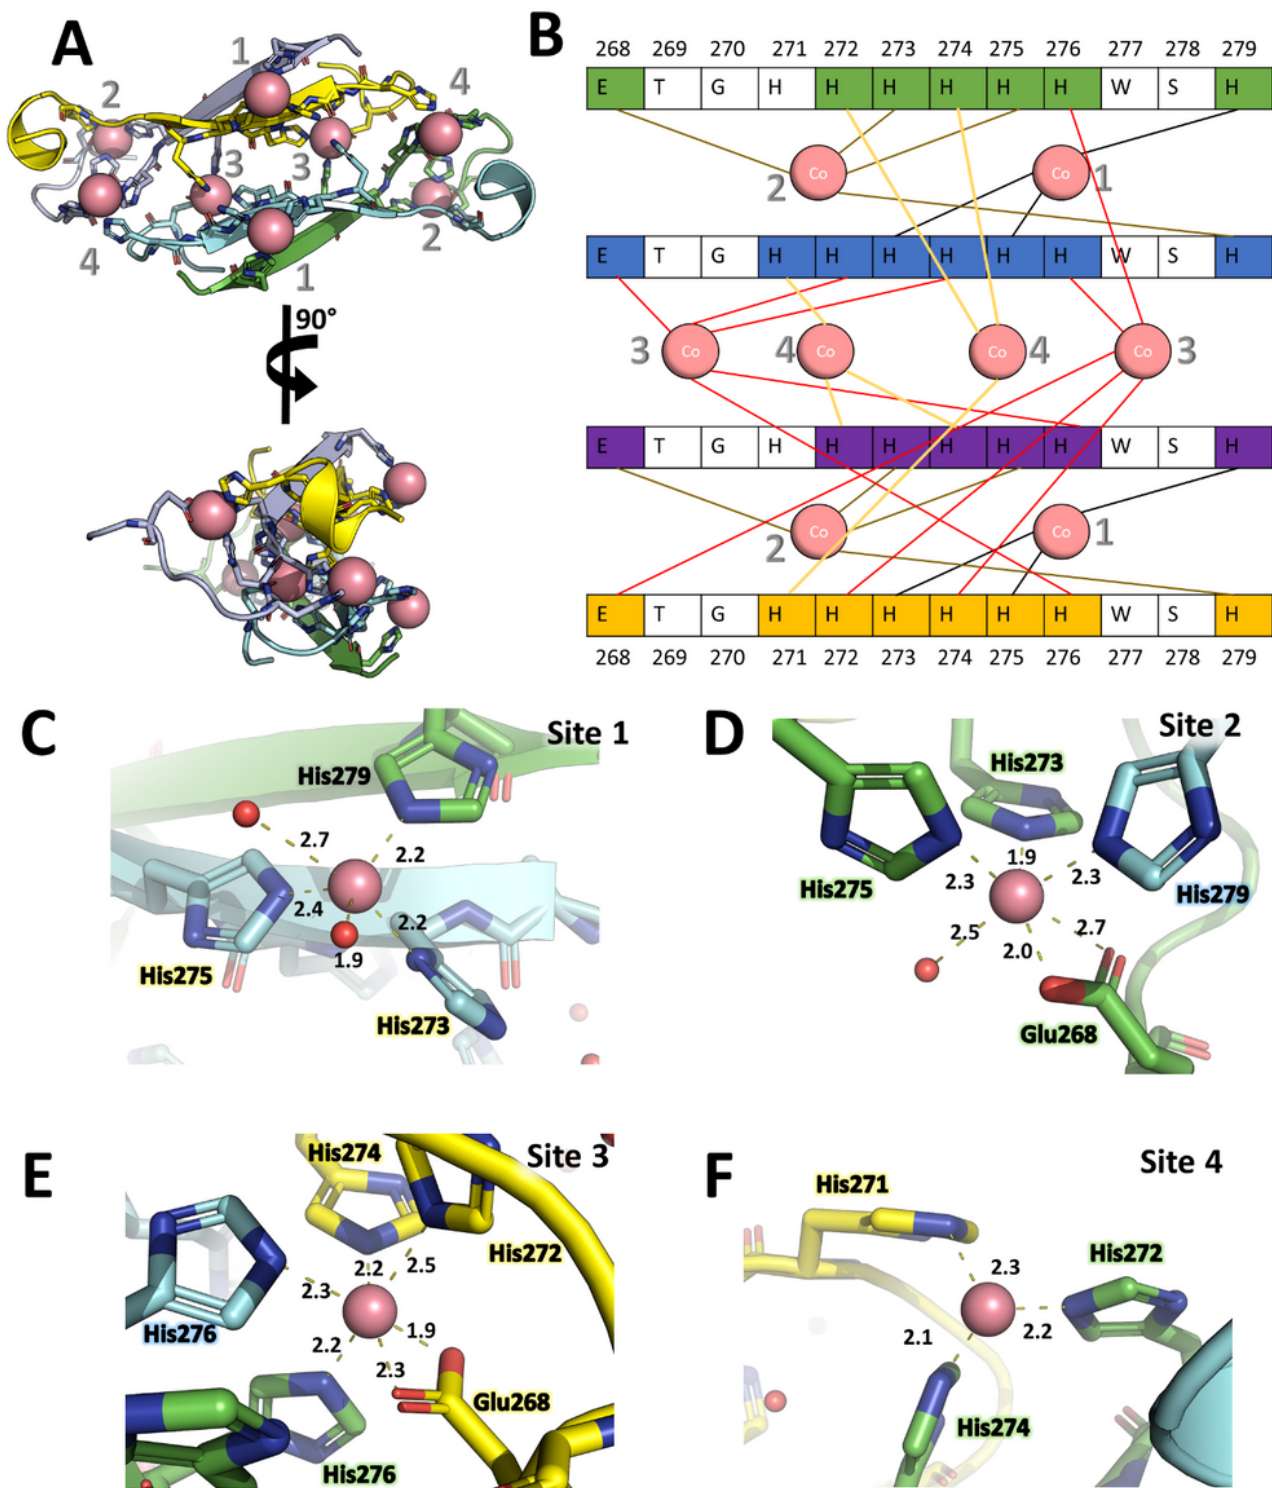 A
1
2
4
3
3
4
2
1
90°
B
268 269 270 271 272 273 274 275 276 277 278 279
E T G H H H H H H W S H
2 Co Co 1
E T G H H H H H H W S H
3 Co 4 Co Co 4 Co 3
E T G H H H H H H W S H
2 Co Co 1
E T G H H H H H H W S H
268 269 270 271 272 273 274 275 276 277 278 279
C
Site 1
His279
2.7
2.2
2.4
2.2
1.9
His275
His273
D
Site 2
His273
1.9
2.3
2.3
His275
His279
2.5
2.7
2.0
Glu268
E
Site 3
His274
His272
2.2
2.5
2.3
His276
1.9
2.2
2.3
Glu268
His276
F
Site 4
His271
His272
2.3
2.1
2.2
His274